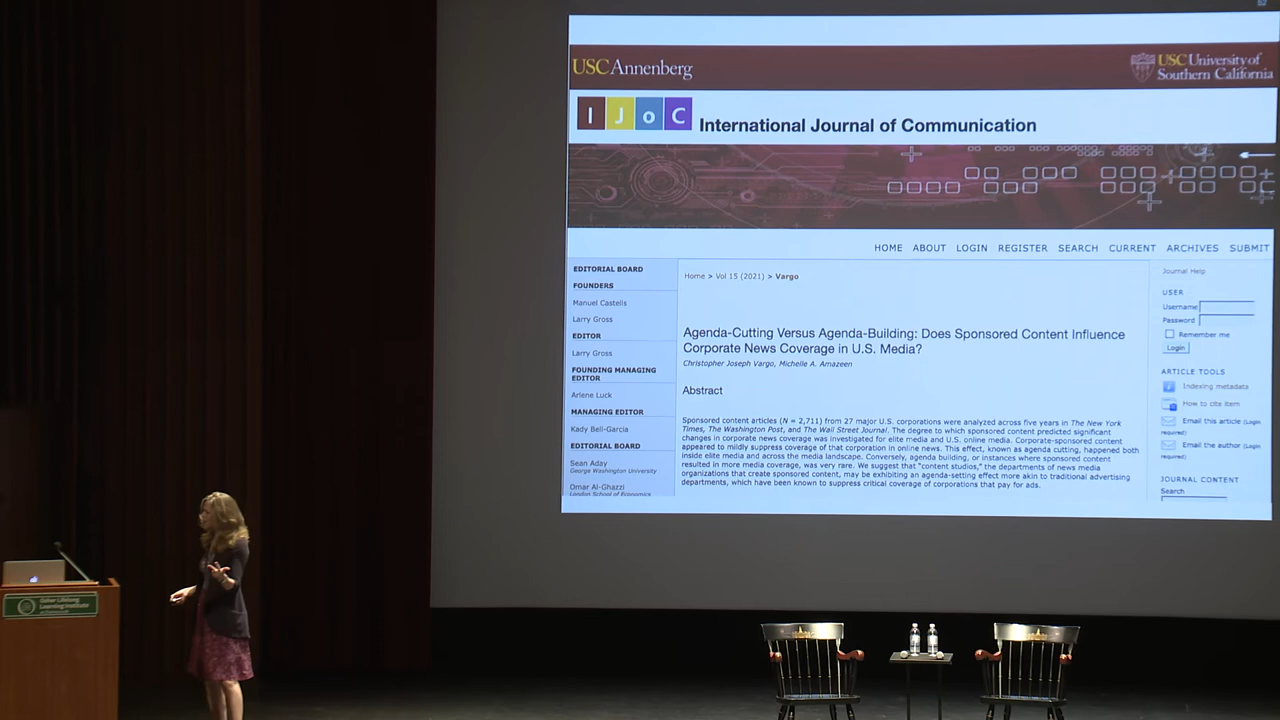 USC Annenberg
USC University of
Southern California
I J o C
International Journal of Communication
HOME ABOUT LOGIN REGISTER SEARCH CURRENT ARCHIVES SUBMIT
EDITORIAL BOARD
FOUNDERS
Manuel Castells
Larry Gross
EDITOR
Larry Gross
FOUNDING MANAGING
EDITOR
Arlene Luck
MANAGING EDITOR
Kady Bell-Garcia
EDITORIAL BOARD
Sean Aday
George Washington University
Omar Al-Ghazzi
London School of Economics
Home > Vol 15 (2021) > Vargo
Agenda-Cutting Versus Agenda-Building: Does Sponsored Content Influence
Corporate News Coverage in U.S. Media?
Christopher Joseph Vargo, Michelle A. Amazeen
Abstract
Sponsored content articles (N = 2,711) from 27 major U.S. corporations were analyzed across five years in The New York
Times, The Washington Post, and The Wall Street Journal. The degree to which sponsored content predicted significant
changes in corporate news coverage was investigated for elite media and U.S. online media. Corporate-sponsored content
appeared to mildly suppress coverage of that corporation in online news. This effect, known as agenda cutting, happened both
inside elite media and across the media landscape. Conversely, agenda building, or instances where sponsored content
resulted in more media coverage, was very rare. We suggest that "content studios," the departments of news media
organizations that create sponsored content, may be exhibiting an agenda-setting effect more akin to traditional advertising
departments, which have been known to suppress critical coverage of corporations that pay for ads.
Journal Help
USER
Username
Password
Remember me
Login
ARTICLE TOOLS
Indexing metadata
How to cite item
Email this article (Login
required)
Email the author (Login
required)
JOURNAL CONTENT
Search
Osher Lifelong
Learning Institute
at Dartmouth